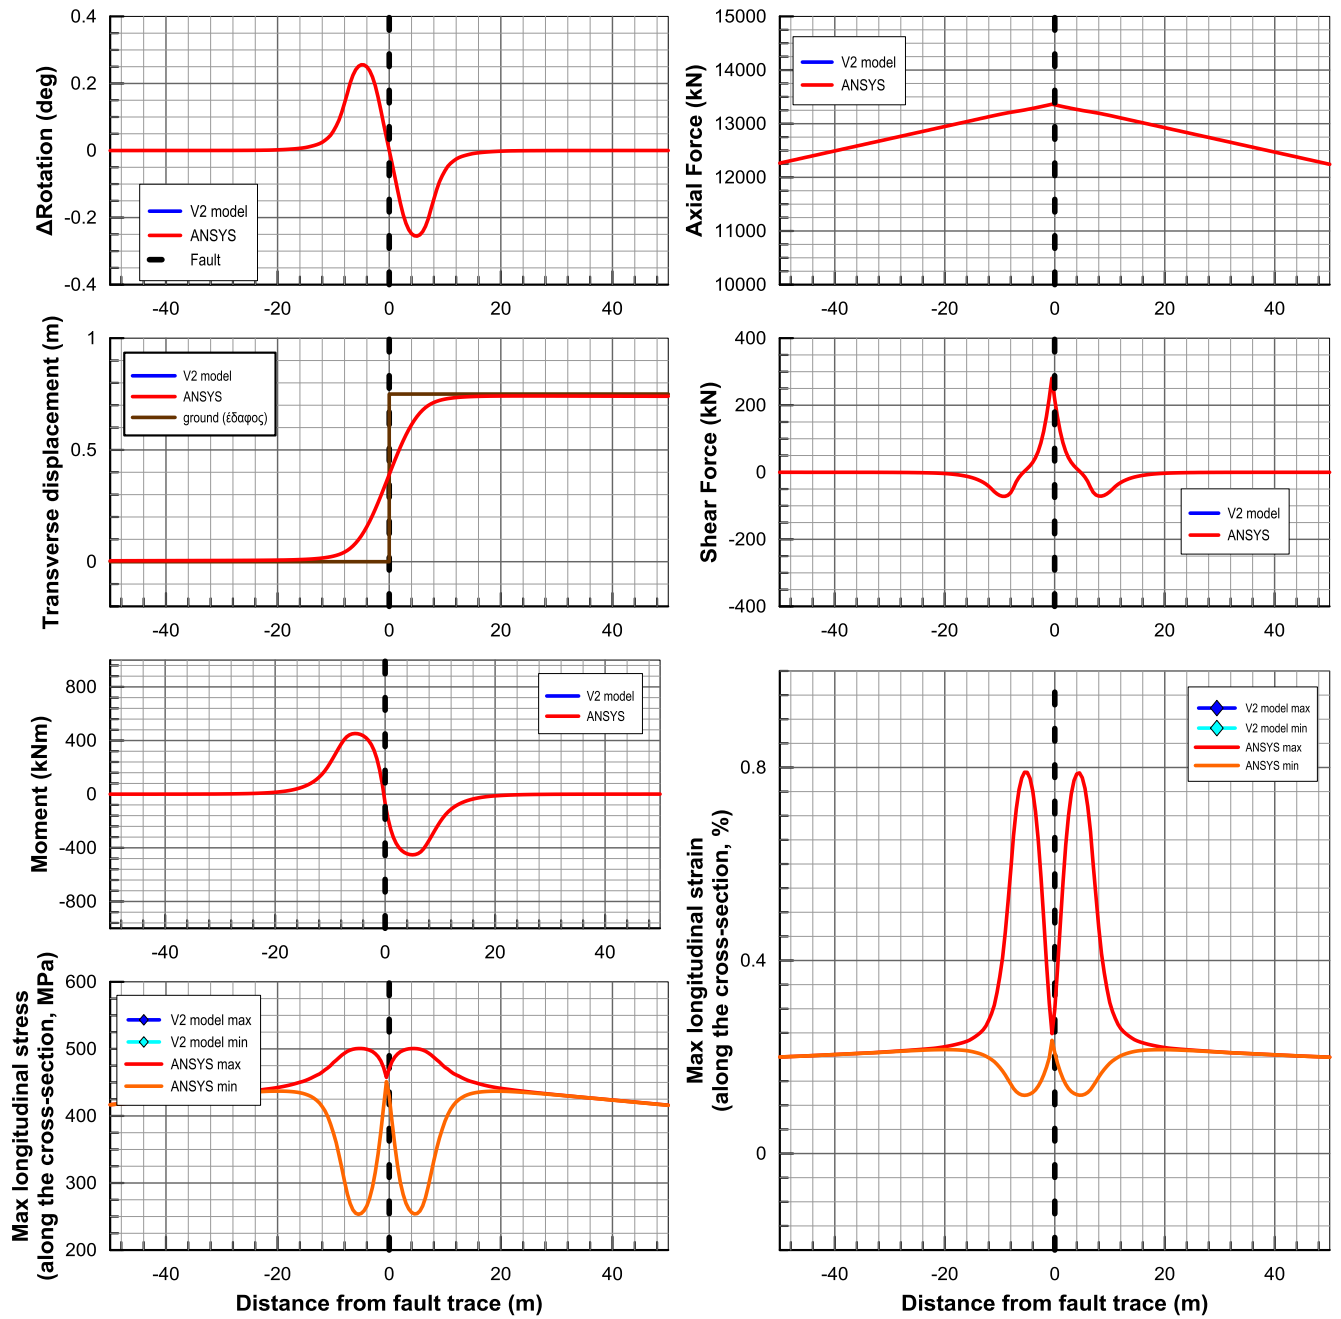 ΔRotation (deg)
0.4
0.2
0
-0.2
-0.4
V2 model
ANSYS
Fault
-40 -20 0 20 40
Axial Force (kN)
15000
14000
13000
12000
11000
10000
V2 model
ANSYS
-40 -20 0 20 40
Transverse displacement (m)
1
0.5
0
V2 model
ANSYS
ground (έδαφος)
-40 -20 0 20 40
Shear Force (kN)
400
200
0
-200
-400
V2 model
ANSYS
-40 -20 0 20 40
Moment (kNm)
800
400
0
-400
-800
V2 model
ANSYS
-40 -20 0 20 40
Max longitudinal strain
(along the cross-section, %)
0.8
0.4
0
V2 model max
V2 model min
ANSYS max
ANSYS min
-40 -20 0 20 40
Distance from fault trace (m)
Max longitudinal stress
(along the cross-section, MPa)
600
500
400
300
200
V2 model max
V2 model min
ANSYS max
ANSYS min
-40 -20 0 20 40
Distance from fault trace (m)